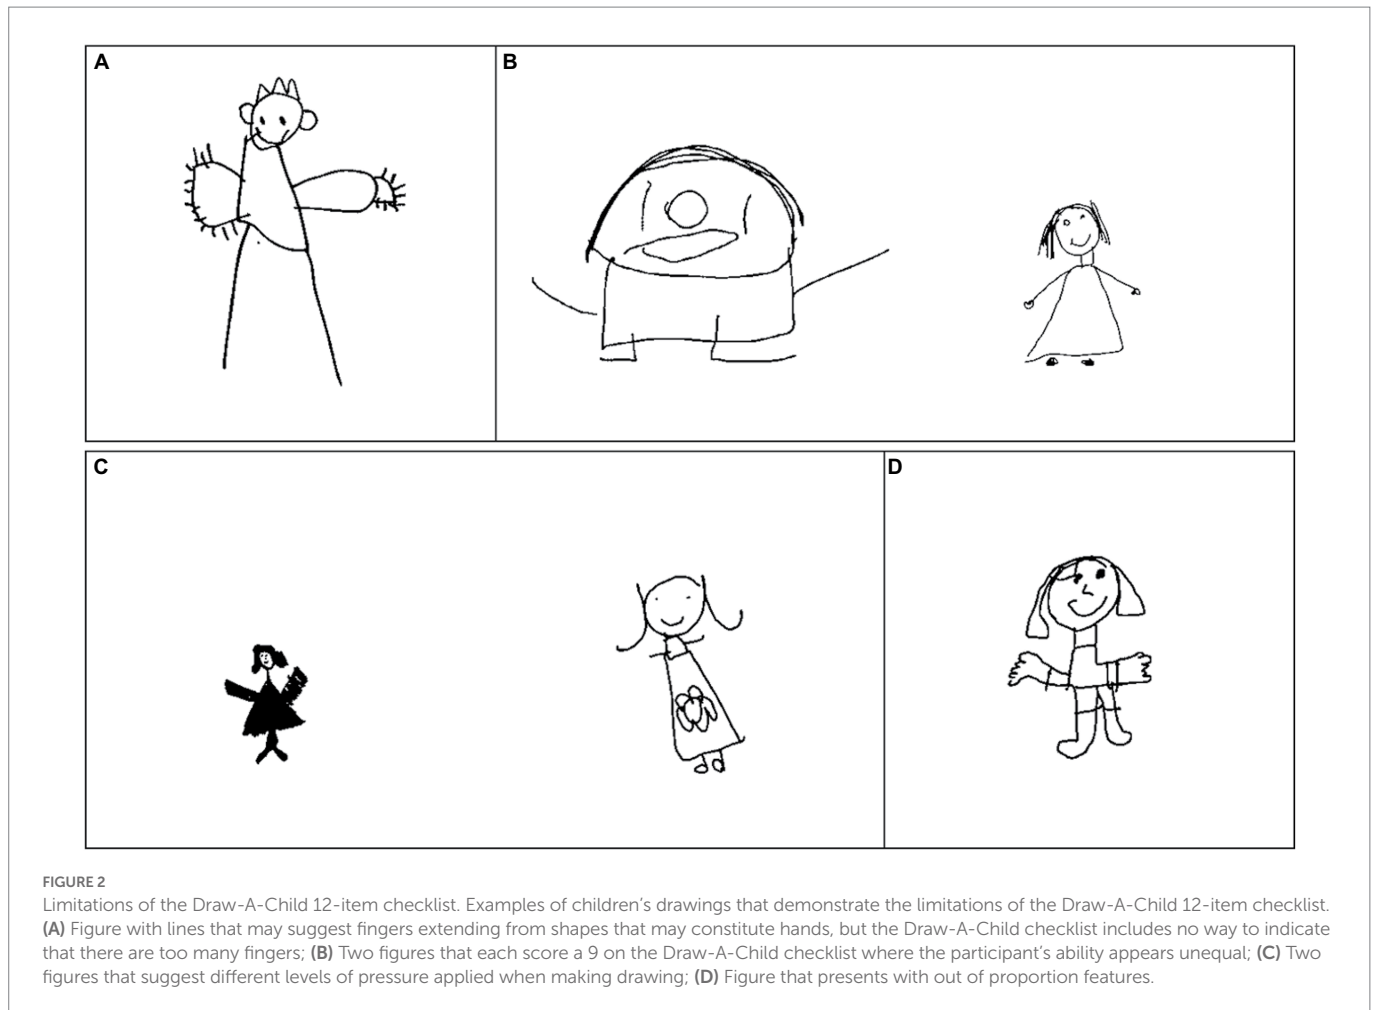 A
B
C
D
FIGURE 2
Limitations of the Draw-A-Child 12-item checklist. Examples of children's drawings that demonstrate the limitations of the Draw-A-Child 12-item checklist.
(A) Figure with lines that may suggest fingers extending from shapes that may constitute hands, but the Draw-A-Child checklist includes no way to indicate
that there are too many fingers; (B) Two figures that each score a 9 on the Draw-A-Child checklist where the participant's ability appears unequal; (C) Two
figures that suggest different levels of pressure applied when making drawing; (D) Figure that presents with out of proportion features.